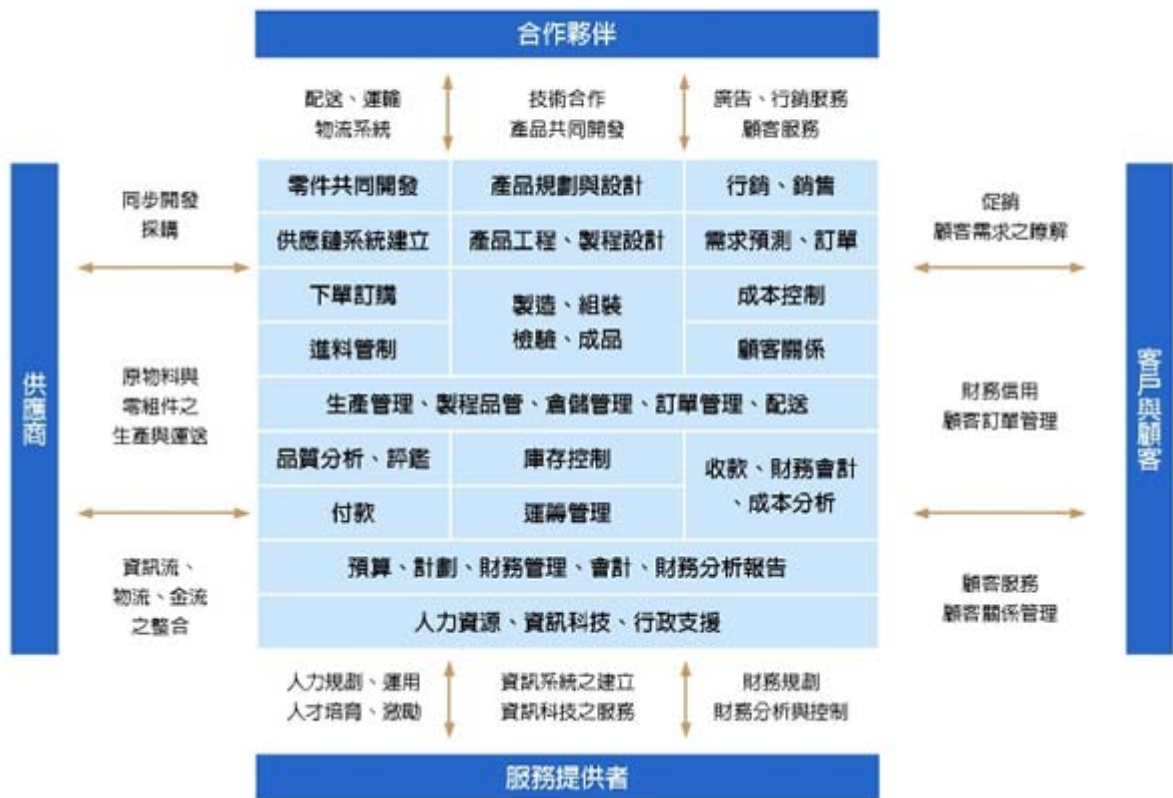 合作夥伴
配送、運輸
物流系統
技術合作
產品共同開發
廣告、行銷服務
顧客服務
供應商
同步開發
採購
原物料與
零組件之
生產與運送
資訊流、
物流、金流
之整合
零件共同開發
產品規劃與設計
行銷、銷售
供應鏈系統建立
產品工程、製程設計
需求預測、訂單
下單訂購
製造、組裝
檢驗、成品
成本控制
進料管制
顧客關係
生產管理、製程品管、倉儲管理、訂單管理、配送
品質分析、評鑑
庫存控制
收款、財務會計
、成本分析
付款
運籌管理
預算、計劃、財務管理、會計、財務分析報告
人力資源、資訊科技、行政支援
促銷
顧客需求之瞭解
財務信用
顧客訂單管理
顧客服務
顧客關係管理
客戶與顧客
人力規劃、運用
人才培育、激勵
資訊系統之建立
資訊科技之服務
財務規劃
財務分析與控制
服務提供者